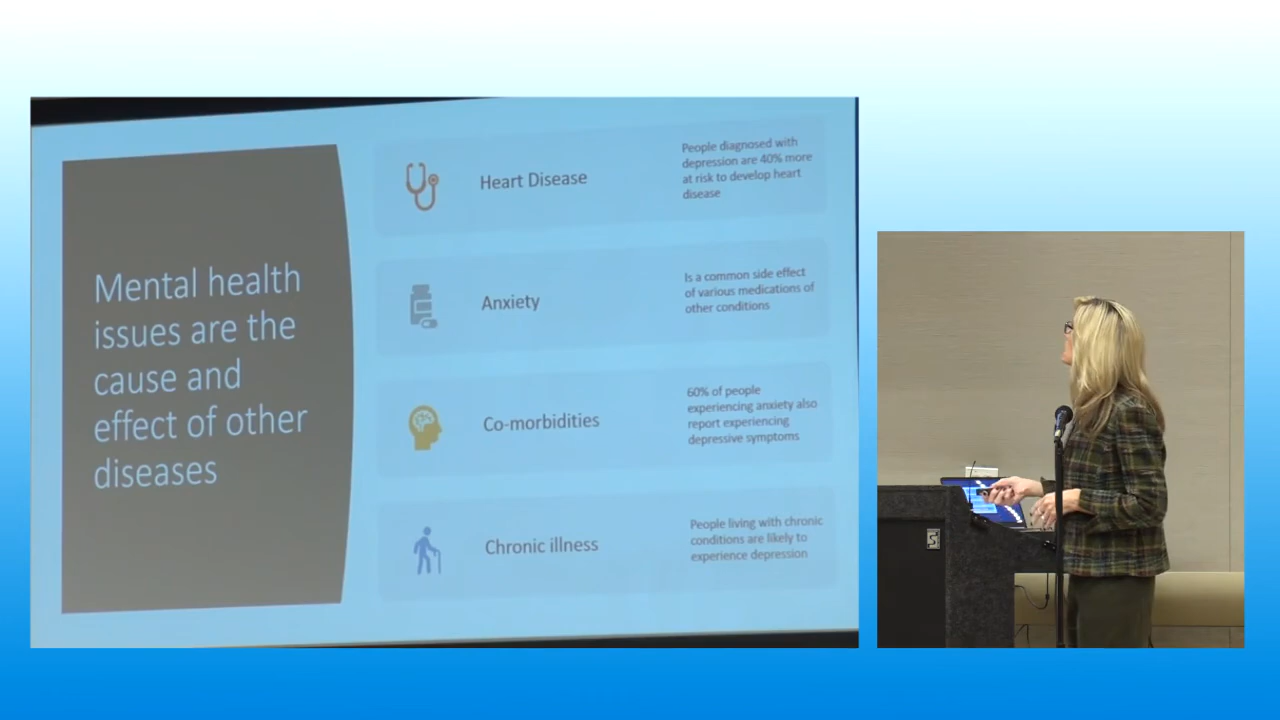 Mental health
issues are the
cause and
effect of other
diseases
Heart Disease
People diagnosed with
depression are 40% more
at risk to develop heart
disease
Anxiety
Is a common side effect
of various medications of
other conditions
Co-morbidities
60% of people
experiencing anxiety also
report experiencing
depressive symptoms
Chronic illness
People living with chronic
conditions are likely to
experience depression